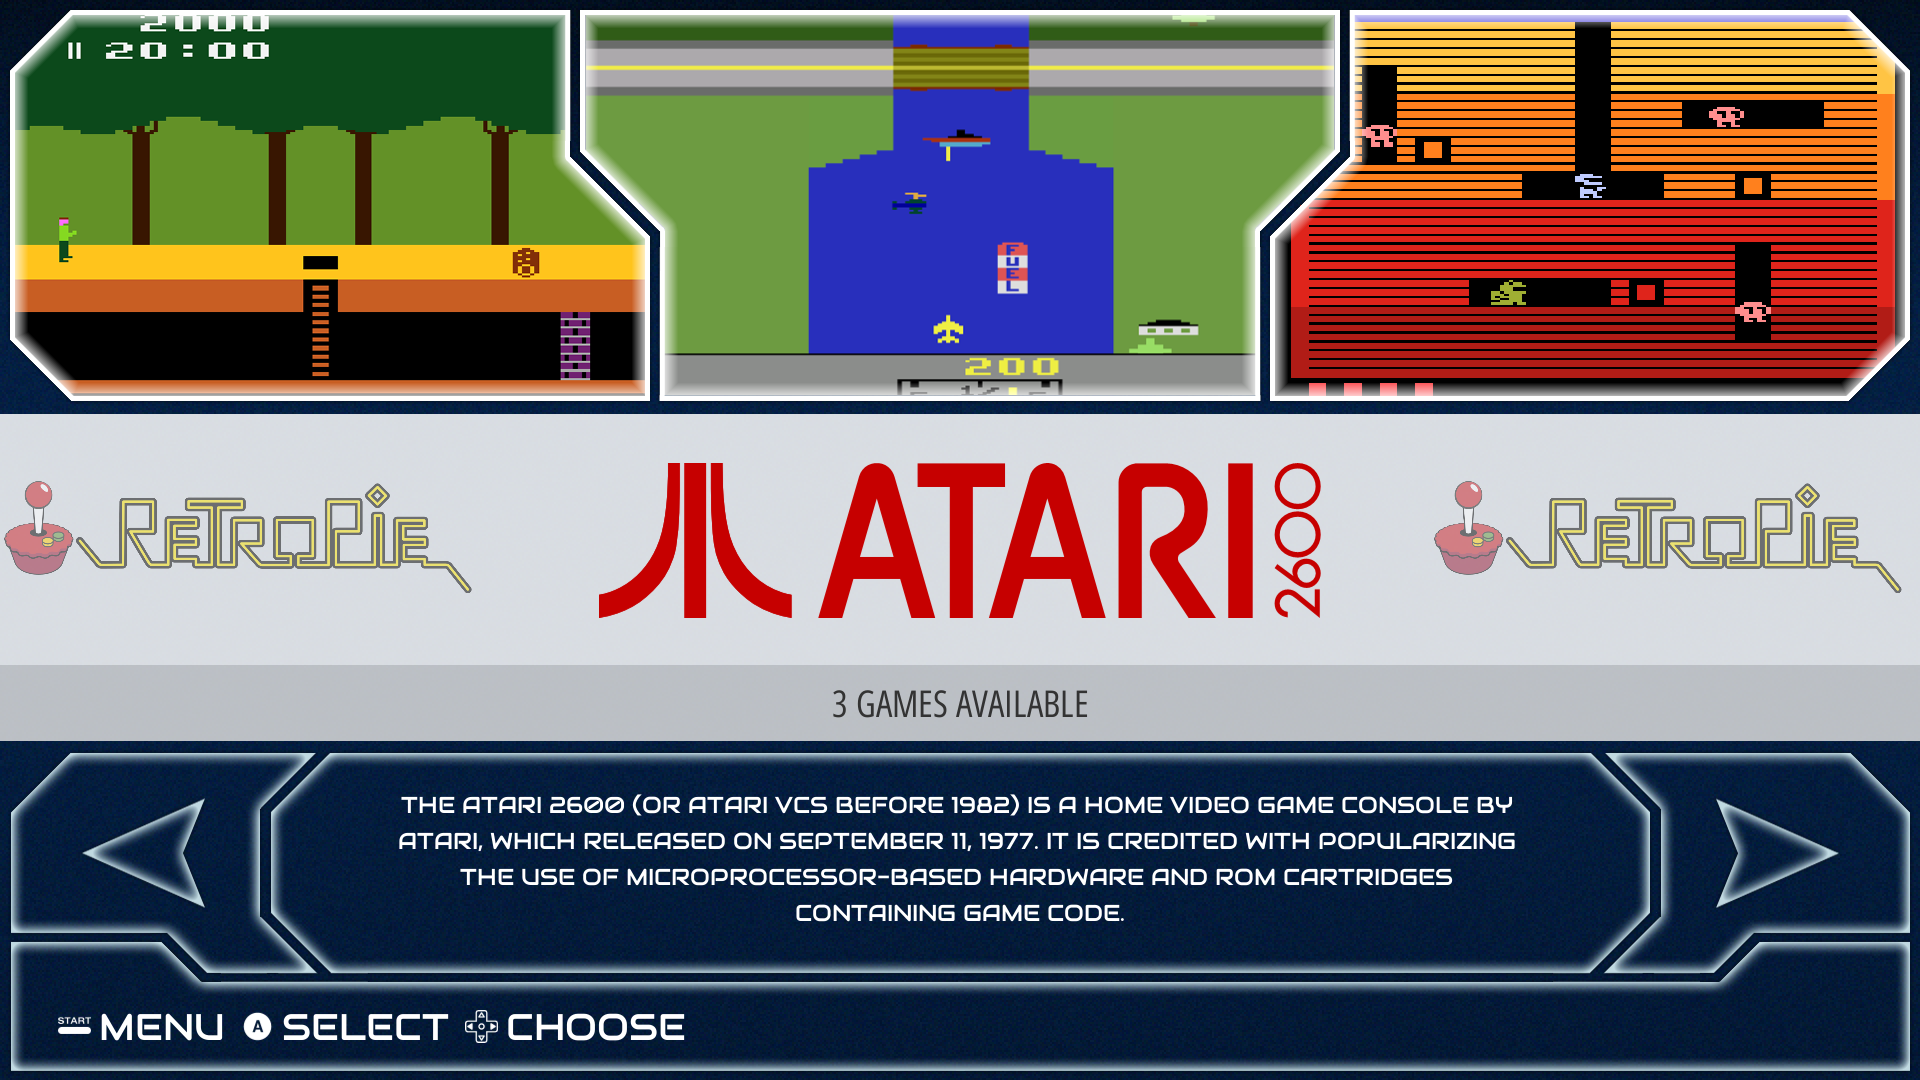 2000
20:00
FUEL
200
RETROPIE
ATARI 2600
RETROPIE
3 GAMES AVAILABLE
THE ATARI 2600 (OR ATARI VCS BEFORE 1982) IS A HOME VIDEO GAME CONSOLE BY
ATARI, WHICH RELEASED ON SEPTEMBER 11, 1977. IT IS CREDITED WITH POPULARIZING
THE USE OF MICROPROCESSOR-BASED HARDWARE AND ROM CARTRIDGES
CONTAINING GAME CODE.
START MENU A SELECT CHOOSE